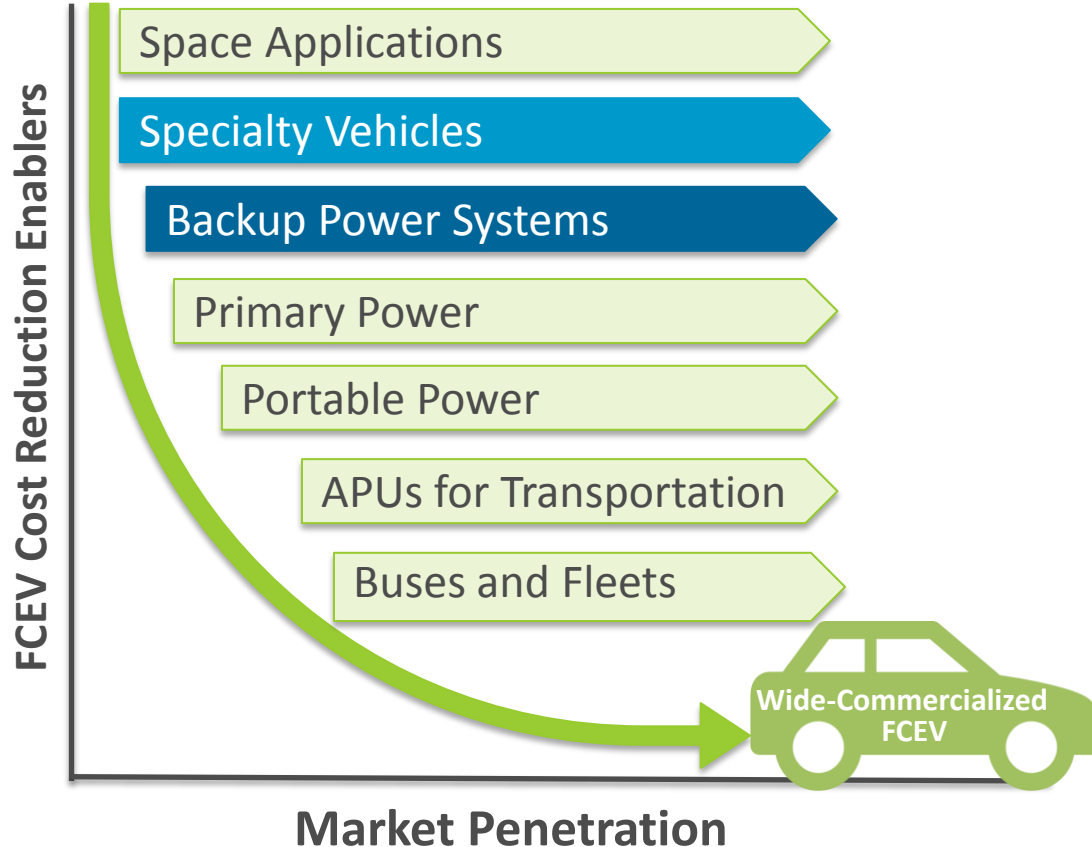 FCEV Cost Reduction Enablers
Space Applications
Specialty Vehicles
Backup Power Systems
Primary Power
Portable Power
APUs for Transportation
Buses and Fleets
Wide-Commercialized
FCEV
Market Penetration